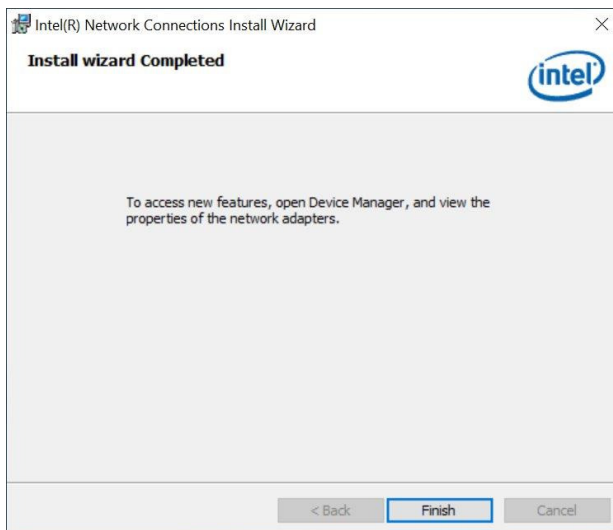 Intel(R) Network Connections Install Wizard
Install wizard Completed
intel
To access new features, open Device Manager, and view the
properties of the network adapters.
< Back
Finish
Cancel